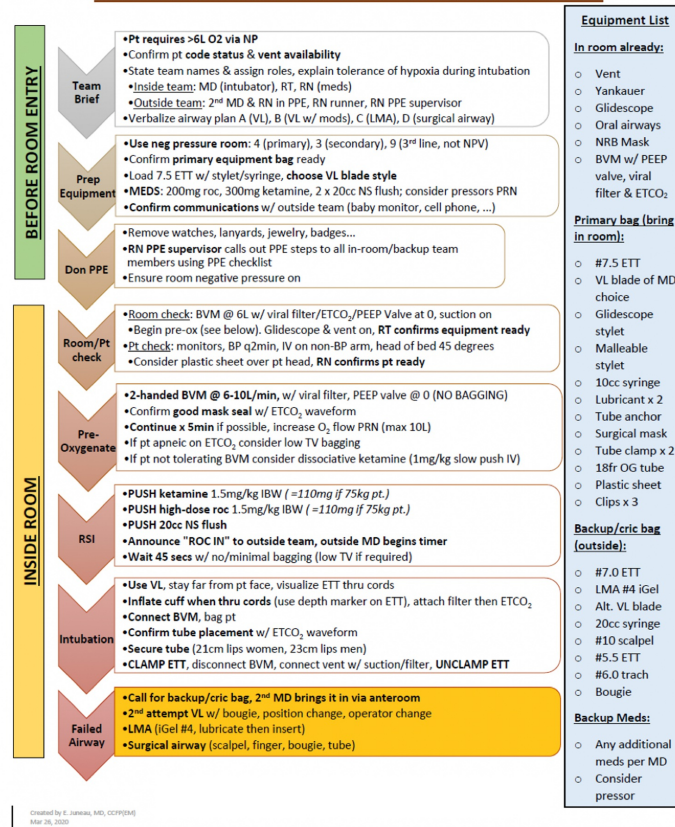 BEFORE ROOM ENTRY
Team
Brief
•Pt requires >6L O2 via NP
•Confirm pt code status & vent availability
•State team names & assign roles, explain tolerance of hypoxia during intubation
•Inside team: MD (intubator), RT, RN (meds)
•Outside team: 2nd MD & RN in PPE, RN runner, RN PPE supervisor
•Verbalize airway plan A (VL), B (VL w/ mods), C (LMA), D (surgical airway)
Prep
Equipment
•Use neg pressure room: 4 (primary), 3 (secondary), 9 (3rd line, not NPV)
•Confirm primary equipment bag ready
•Load 7.5 ETT w/ stylet/syringe, choose VL blade style
•MEDS: 200mg roc, 300mg ketamine, 2 x 20cc NS flush; consider pressors PRN
•Confirm communications w/ outside team (baby monitor, cell phone, ...)
Don PPE
•Remove watches, lanyards, jewelry, badges...
•RN PPE supervisor calls out PPE steps to all in-room/backup team
members using PPE checklist
•Ensure room negative pressure on
INSIDE ROOM
Room/Pt
check
•Room check: BVM @ 6L w/ viral filter/ETCO2/PEEP Valve at 0, suction on
•Begin pre-ox (see below). Glidescope & vent on, RT confirms equipment ready
•Pt check: monitors, BP q2min, IV on non-BP arm, head of bed 45 degrees
•Consider plastic sheet over pt head, RN confirms pt ready
Pre-
Oxygenate
•2-handed BVM @ 6-10L/min, w/ viral filter, PEEP valve @ 0 (NO BAGGING)
•Confirm good mask seal w/ ETCO2 waveform
•Continue x 5min if possible, increase O2 flow PRN (max 10L)
•If pt apneic on ETCO2 consider low TV bagging
•If pt not tolerating BVM consider dissociative ketamine (1mg/kg slow push IV)
RSI
•PUSH ketamine 1.5mg/kg IBW ( =110mg if 75kg pt.)
•PUSH high-dose roc 1.5mg/kg IBW ( =110mg if 75kg pt.)
•PUSH 20cc NS flush
•Announce "ROC IN" to outside team, outside MD begins timer
•Wait 45 secs w/ no/minimal bagging (low TV if required)
Intubation
•Use VL, stay far from pt face, visualize ETT thru cords
•Inflate cuff when thru cords (use depth marker on ETT), attach filter then ETCO2
•Connect BVM, bag pt
•Confirm tube placement w/ ETCO2 waveform
•Secure tube (21cm lips women, 23cm lips men)
•CLAMP ETT, disconnect BVM, connect vent w/ suction/filter, UNCLAMP ETT
Failed
Airway
•Call for backup/cric bag, 2nd MD brings it in via anteroom
•2nd attempt VL w/ bougie, position change, operator change
•LMA (iGel #4, lubricate then insert)
•Surgical airway (scalpel, finger, bougie, tube)
Equipment List
In room already:
○ Vent
○ Yankauer
○ Glidescope
○ Oral airways
○ NRB Mask
○ BVM w/ PEEP
valve, viral
filter & ETCO2
Primary bag (bring
in room):
○ #7.5 ETT
○ VL blade of MD
choice
○ Glidescope
stylet
○ Malleable
stylet
○ 10cc syringe
○ Lubricant x 2
○ Tube anchor
○ Surgical mask
○ Tube clamp x 2
○ 18fr OG tube
○ Plastic sheet
○ Clips x 3
Backup/cric bag
(outside):
○ #7.0 ETT
○ LMA #4 iGel
○ Alt. VL blade
○ 20cc syringe
○ #10 scalpel
○ #5.5 ETT
○ #6.0 trach
○ Bougie
Backup Meds:
○ Any additional
meds per MD
○ Consider
pressor
Created by E. Juneau, MD, CCFP(EM)
Mar 26, 2020